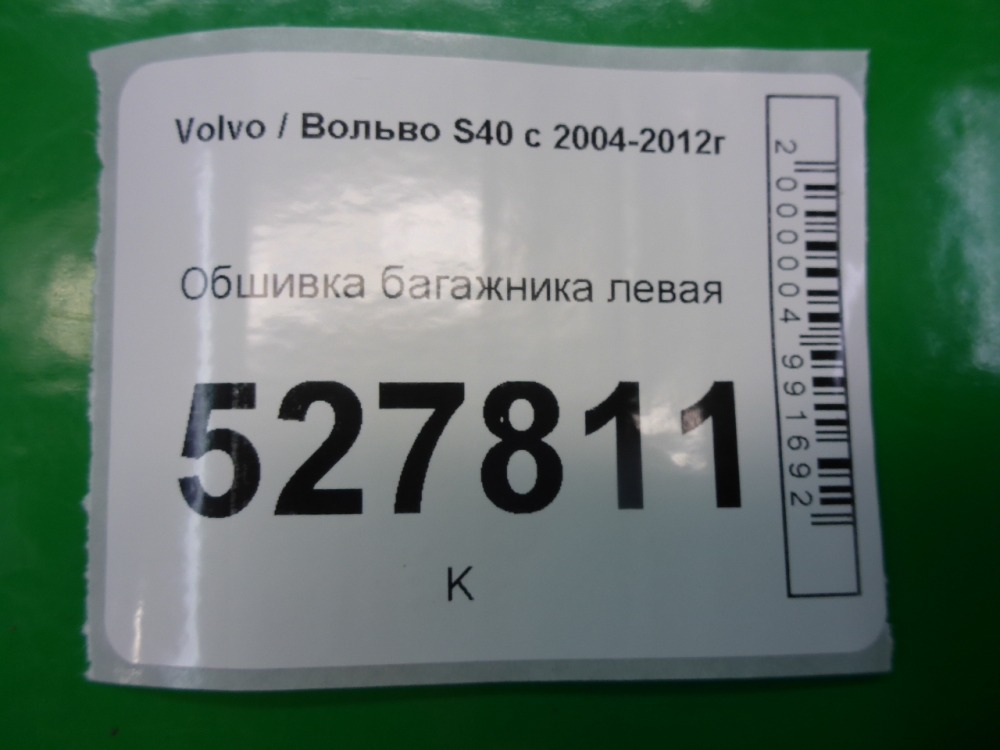 Volvo / Вольво S40 с 2004-2012г
Обшивка багажника левая
527811
К
2000004991692